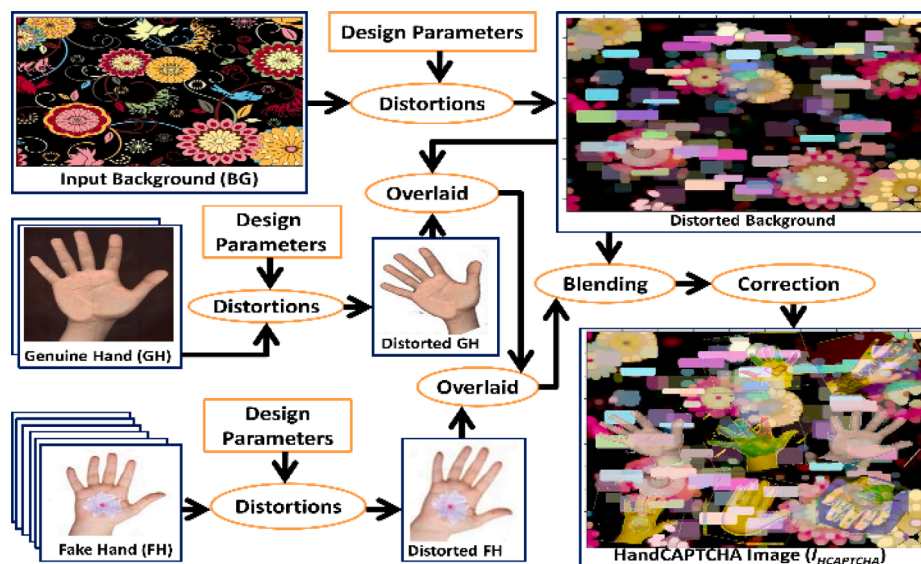 Design Parameters
Distortions
Input Background (BG)
Distorted Background
Overlaid
Design
Parameters
Distortions
Genuine Hand (GH)
Distorted GH
Blending
Correction
Overlaid
Design
Parameters
Distortions
Fake Hand (FH)
Distorted FH
HandCAPTCHA Image (I_HCAPTCHA)